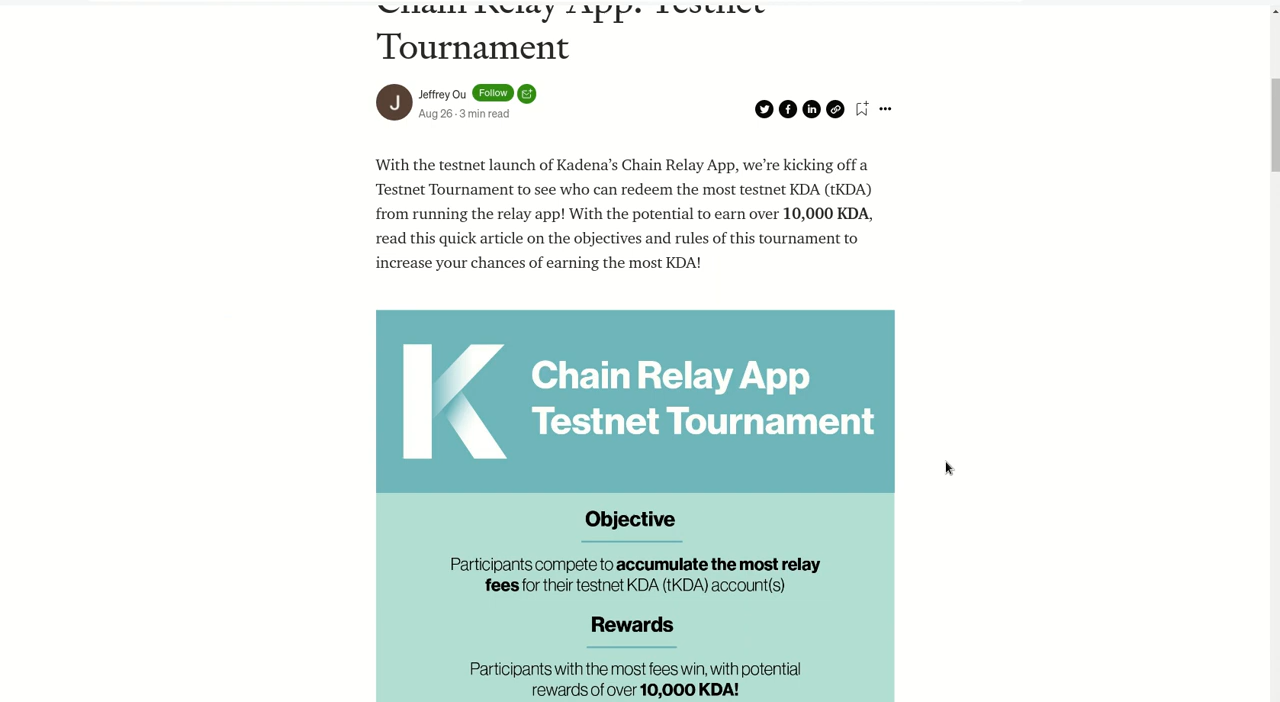 Chain Relay App: Testnet
Tournament
J
Jeffrey Ou Follow
Aug 26 · 3 min read
With the testnet launch of Kadena’s Chain Relay App, we’re kicking off a
Testnet Tournament to see who can redeem the most testnet KDA (tKDA)
from running the relay app! With the potential to earn over 10,000 KDA,
read this quick article on the objectives and rules of this tournament to
increase your chances of earning the most KDA!
K
Chain Relay App
Testnet Tournament
Objective
Participants compete to accumulate the most relay
fees for their testnet KDA (tKDA) account(s)
Rewards
Participants with the most fees win, with potential
rewards of over 10,000 KDA!